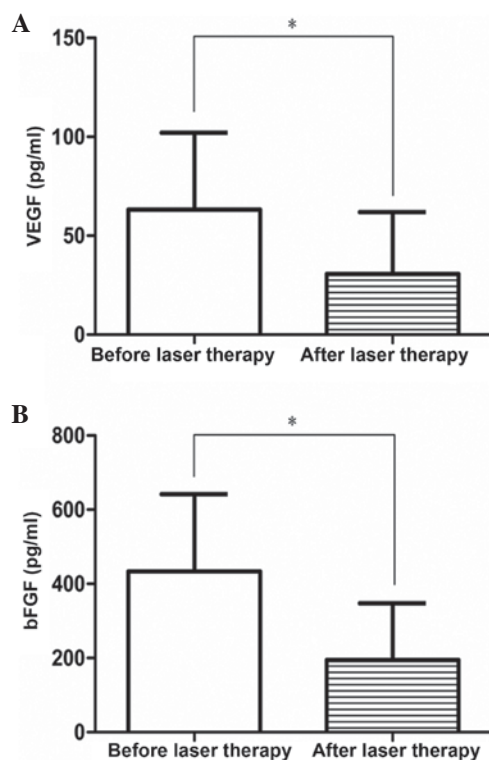 A
150
*
100
VEGF (pg/ml)
50
0
Before laser therapy After laser therapy
B
800
*
600
bFGF (pg/ml)
400
200
0
Before laser therapy After laser therapy